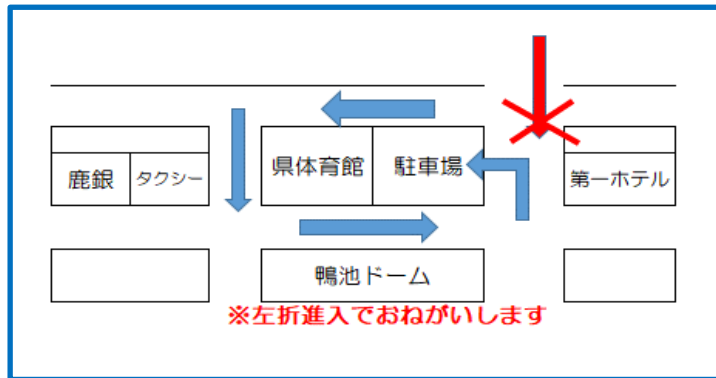 鹿銀
タクシー
県体育館
駐車場
第一ホテル
鴨池ドーム
※左折進入でおねがいします